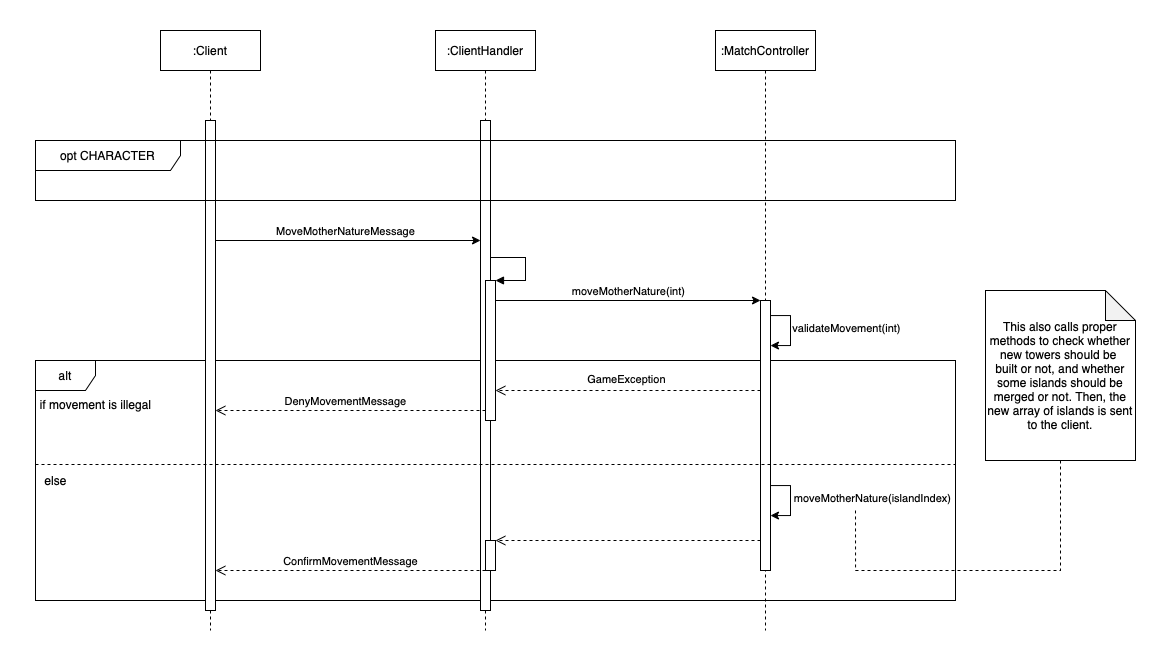 :Client
:ClientHandler
:MatchController
opt CHARACTER
MoveMotherNatureMessage
moveMotherNature(int)
validateMovement(int)
This also calls proper
methods to check whether
new towers should be
built or not, and whether
some islands should be
merged or not. Then, the
new array of islands is sent
to the client.
alt
GameException
if movement is illegal
DenyMovementMessage
else
moveMotherNature(islandIndex)
ConfirmMovementMessage